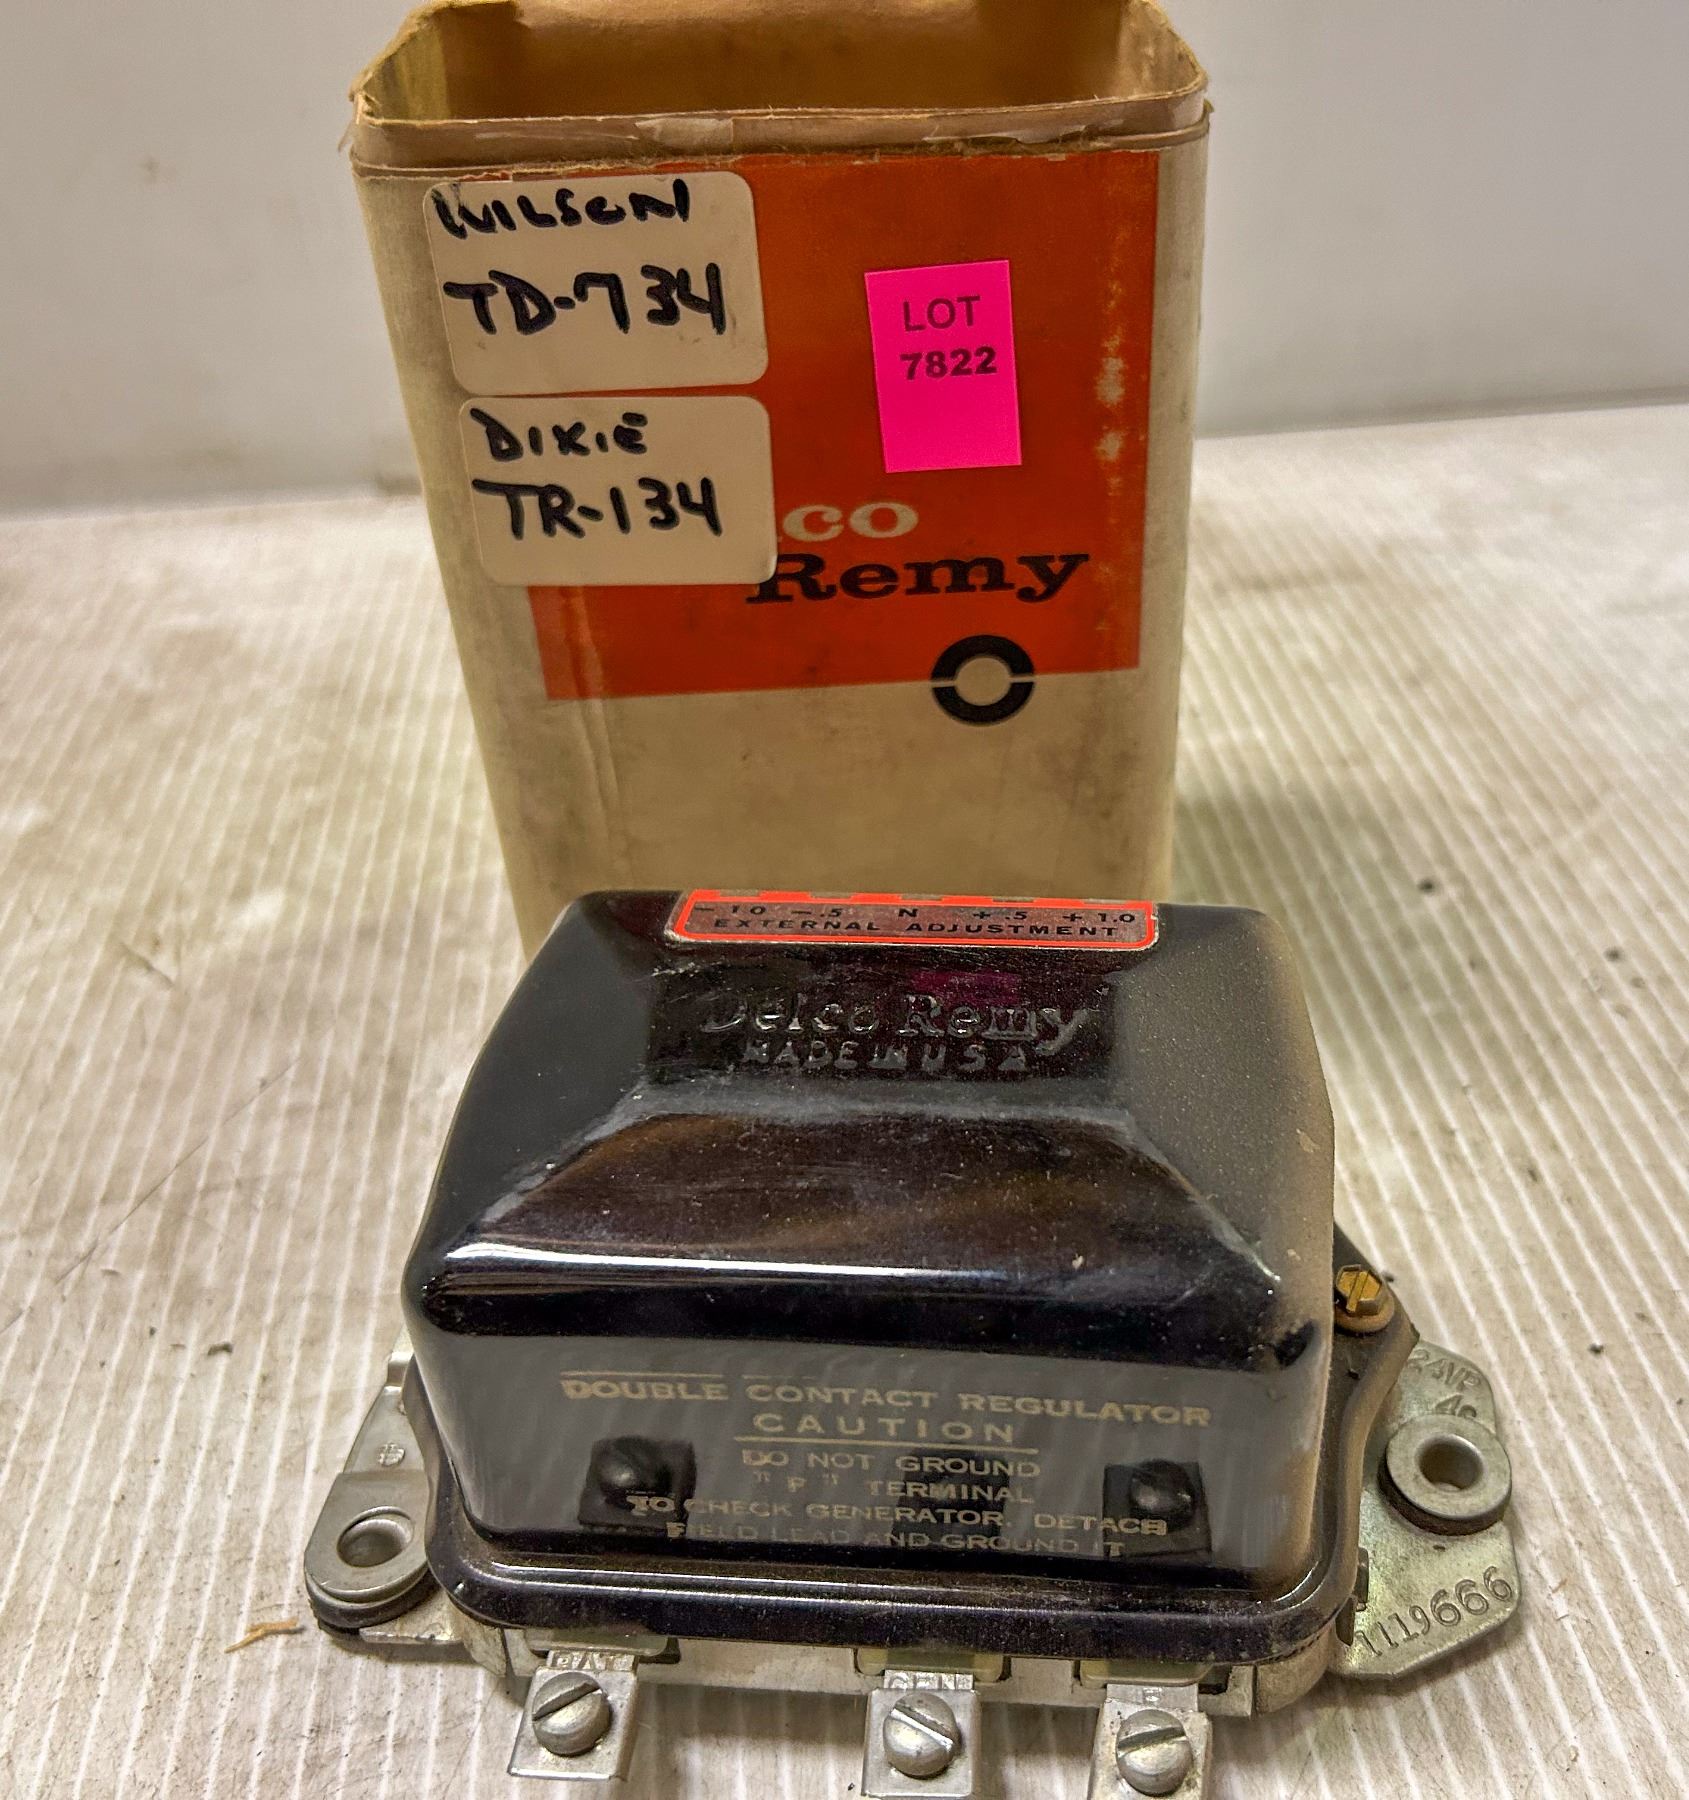 WILSON
TD-734
LOT
7822
DIXIE
TR-134
co
Remy
- 1.0 - .5 N + .5 + 1.0
EXTERNAL ADJUSTMENT
Delco Remy
MADE IN U S A
DOUBLE CONTACT REGULATOR
CAUTION
DO NOT GROUND
"F" TERMINAL
TO CHECK GENERATOR, DETACH
FIELD LEAD AND GROUND IT
24VP
1119666